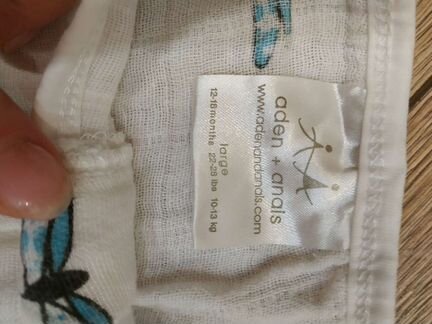 aden + anais
www.adenandanais.com
large
12-18 months 22-28 lbs 10-13 kg